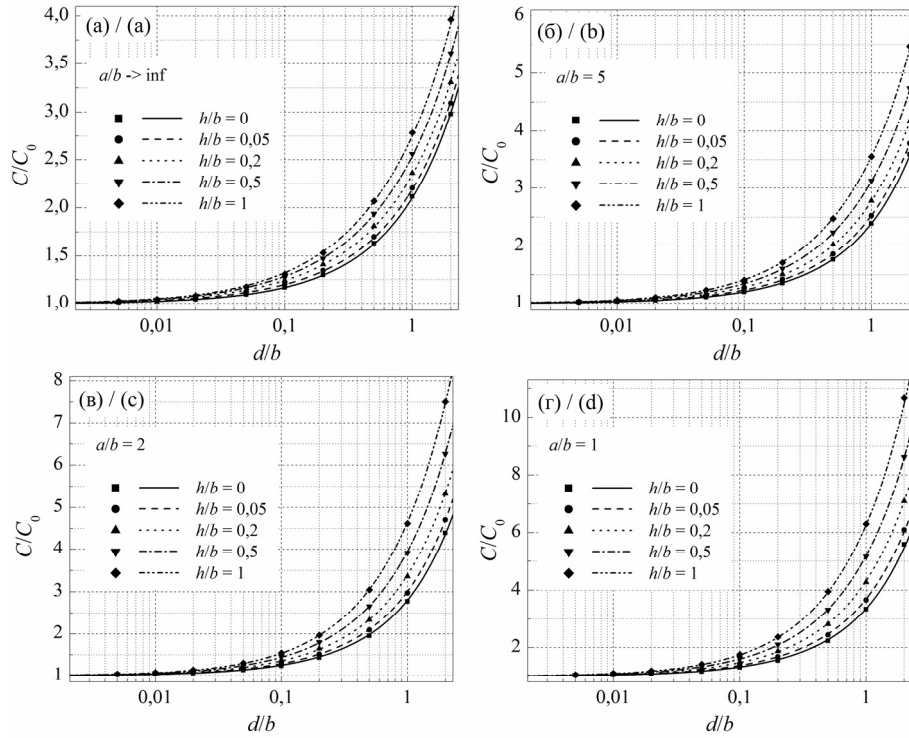 (а) / (a)
a/b -> inf
h/b = 0
h/b = 0,05
h/b = 0,2
h/b = 0,5
h/b = 1
C/C0
4,0
3,5
3,0
2,5
2,0
1,5
1,0
0,01
0,1
1
d/b
(б) / (b)
a/b = 5
h/b = 0
h/b = 0,05
h/b = 0,2
h/b = 0,5
h/b = 1
C/C0
6
5
4
3
2
1
0,01
0,1
1
d/b
(в) / (c)
a/b = 2
h/b = 0
h/b = 0,05
h/b = 0,2
h/b = 0,5
h/b = 1
C/C0
8
7
6
5
4
3
2
1
0,01
0,1
1
d/b
(г) / (d)
a/b = 1
h/b = 0
h/b = 0,05
h/b = 0,2
h/b = 0,5
h/b = 1
C/C0
10
8
6
4
2
0,01
0,1
1
d/b